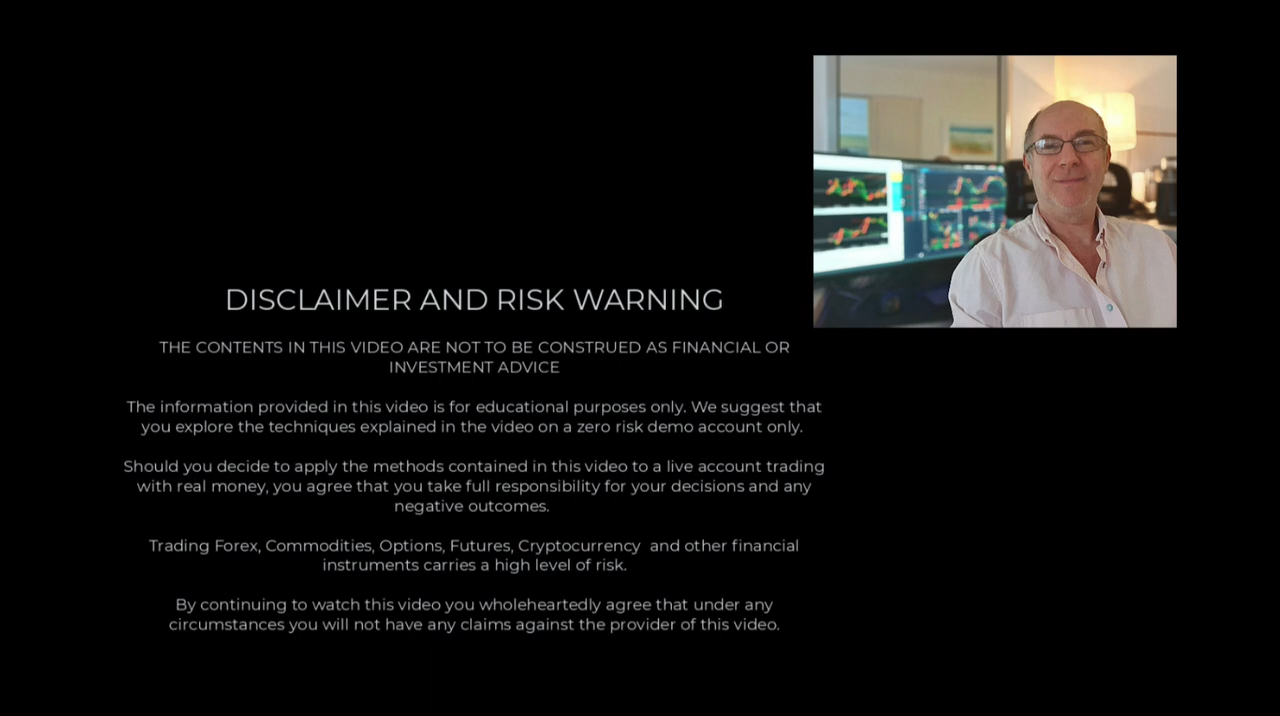 DISCLAIMER AND RISK WARNING
THE CONTENTS IN THIS VIDEO ARE NOT TO BE CONSTRUED AS FINANCIAL OR
INVESTMENT ADVICE
The information provided in this video is for educational purposes only. We suggest that
you explore the techniques explained in the video on a zero risk demo account only.
Should you decide to apply the methods contained in this video to a live account trading
with real money, you agree that you take full responsibility for your decisions and any
negative outcomes.
Trading Forex, Commodities, Options, Futures, Cryptocurrency  and other financial
instruments carries a high level of risk.
By continuing to watch this video you wholeheartedly agree that under any
circumstances you will not have any claims against the provider of this video.